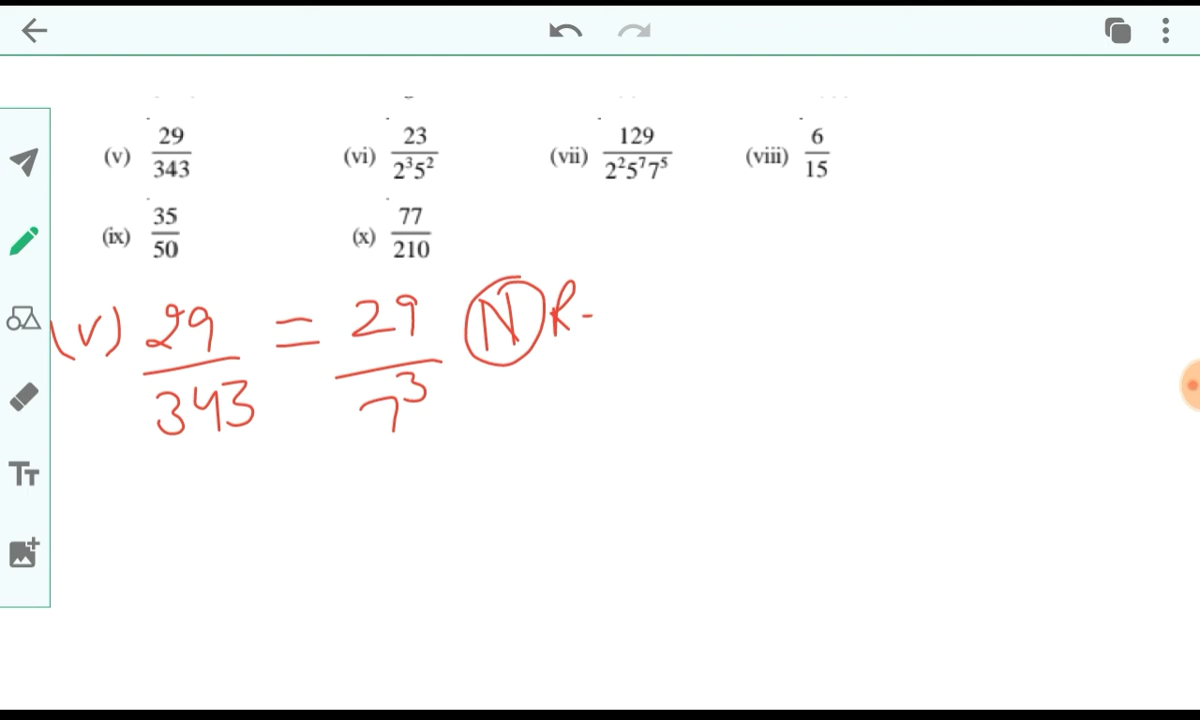 (v) 29/343 (vi) 23/2³5² (vii) 129/2²5⁷7⁵ (viii) 6/15
(ix) 35/50 (x) 77/210
(v) 29/343 = 29/7³ (N)R-
TT